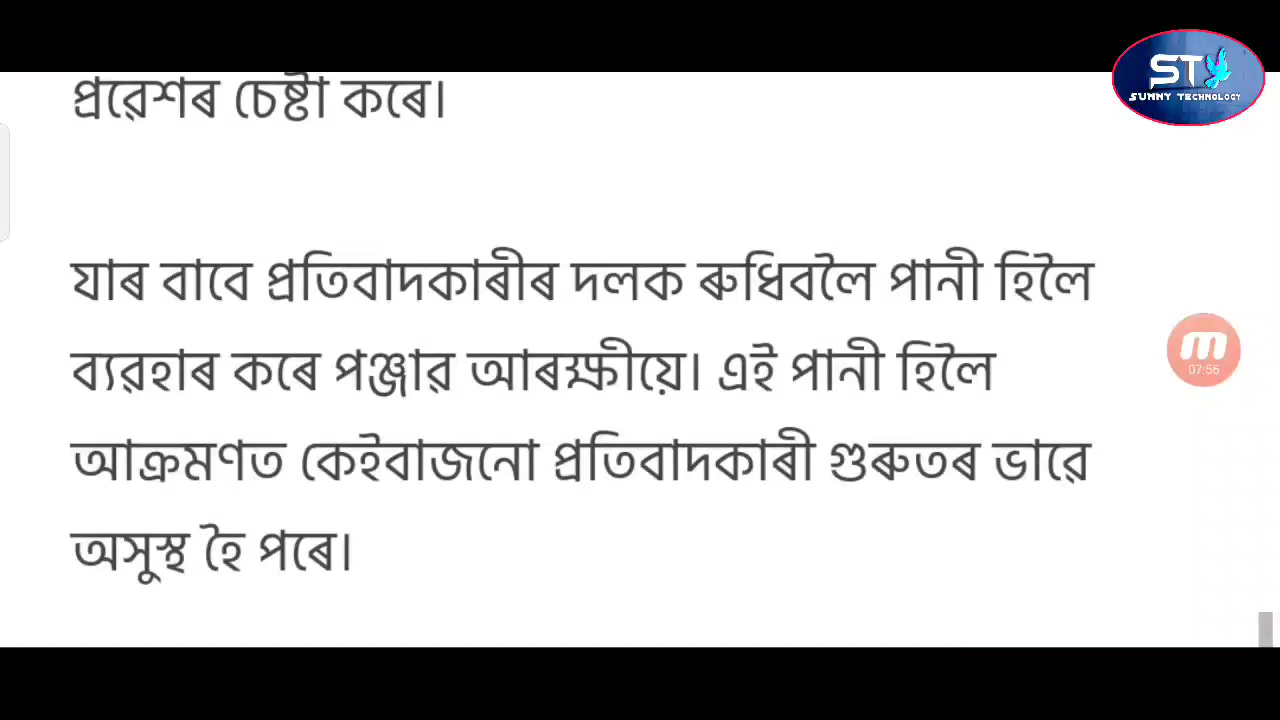 প্ৰৱেশৰ চেষ্টা কৰে।
যাৰ বাবে প্ৰতিবাদকাৰীৰ দলক ৰুধিবলৈ পানী হিলৈ
ব্যৱহাৰ কৰে পঞ্জাৱ আৰক্ষীয়ে। এই পানী হিলৈ
আক্ৰমণত কেইবাজনো প্ৰতিবাদকাৰী গুৰুতৰ ভাৱে
অসুস্থ হৈ পৰে।
ST
SUNNY TECHNOLOGY
07:56